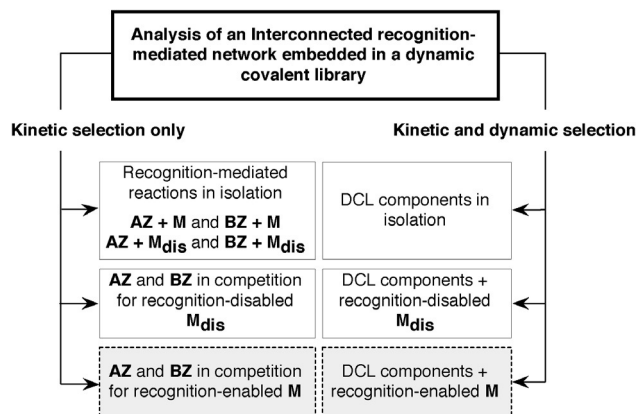 Analysis of an Interconnected recognition-
mediated network embedded in a dynamic
covalent library
Kinetic selection only
Kinetic and dynamic selection
Recognition-mediated
reactions in isolation
AZ + M and BZ + M
AZ + Mdis and BZ + Mdis
DCL components in
isolation
AZ and BZ in competition
for recognition-disabled
Mdis
DCL components +
recognition-disabled
Mdis
AZ and BZ in competition
for recognition-enabled M
DCL components +
recognition-enabled M